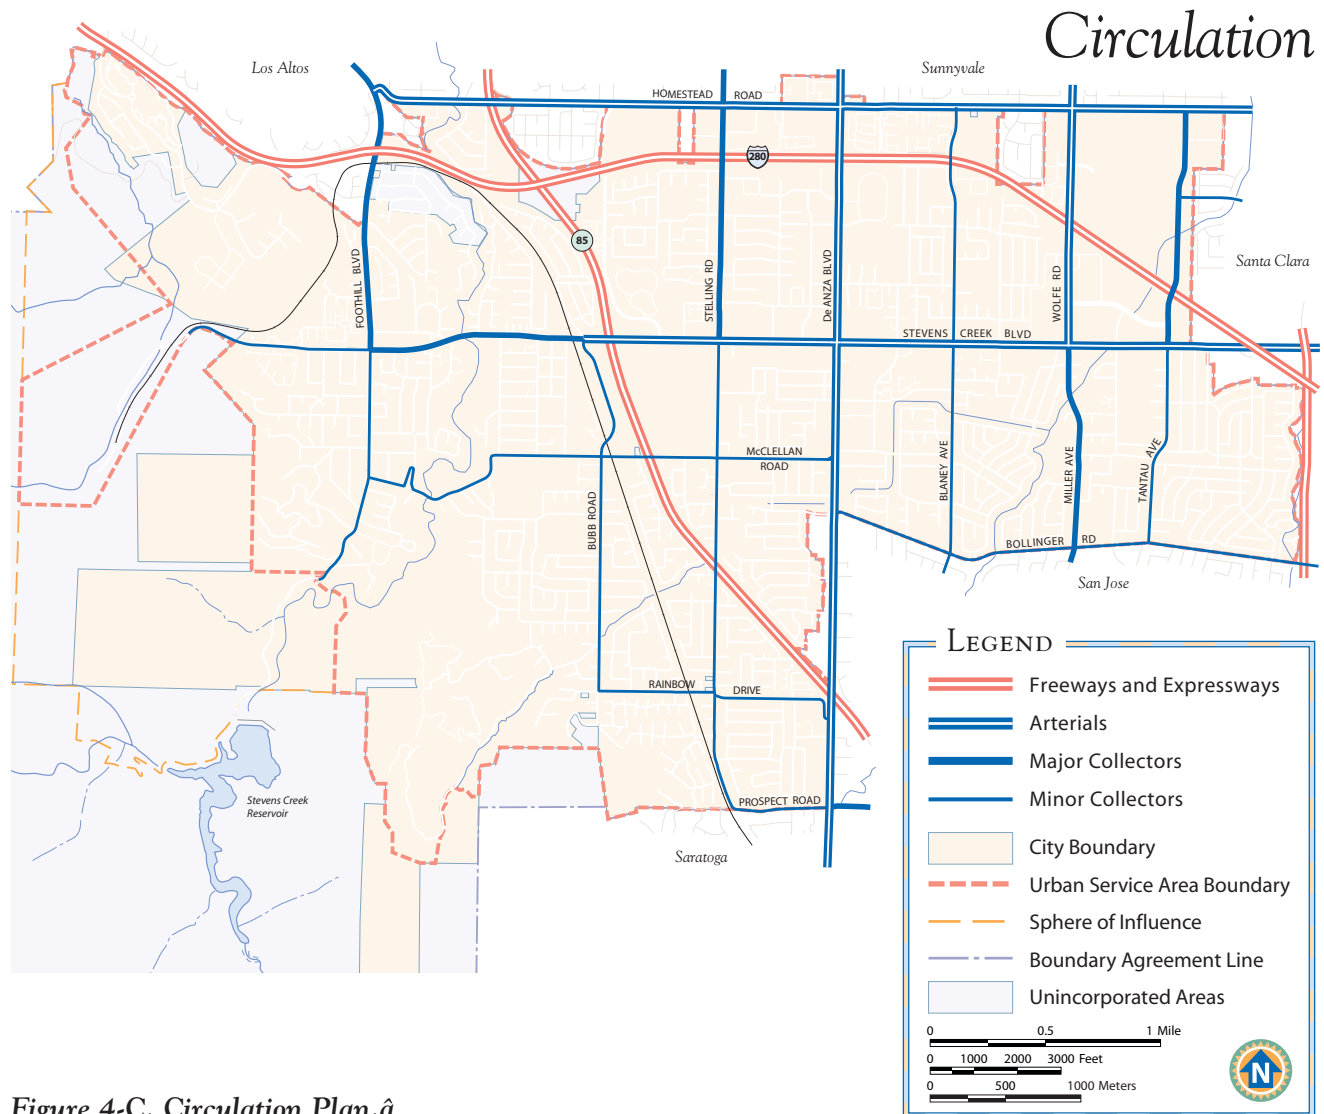 Circulation
Los Altos
Sunnyvale
HOMESTEAD ROAD
280
85
FOOTHILL BLVD
STELLING RD
De ANZA BLVD
WOLFE RD
Santa Clara
STEVENS CREEK BLVD
McCLELLAN
ROAD
BUBB ROAD
BLANEY AVE
MILLER AVE
TANTAU AVE
BOLLINGER RD
San Jose
RAINBOW DRIVE
PROSPECT ROAD
Stevens Creek
Reservoir
Saratoga
LEGEND
Freeways and Expressways
Arterials
Major Collectors
Minor Collectors
City Boundary
Urban Service Area Boundary
Sphere of Influence
Boundary Agreement Line
Unincorporated Areas
0 0.5 1 Mile
0 1000 2000 3000 Feet
0 500 1000 Meters
N
Figure 4-C. Circulation Plan.â